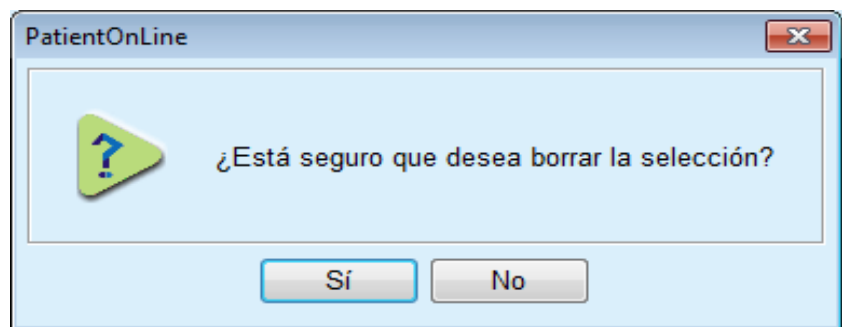 PatientOnLine
¿Está seguro que desea borrar la selección?
Sí
No